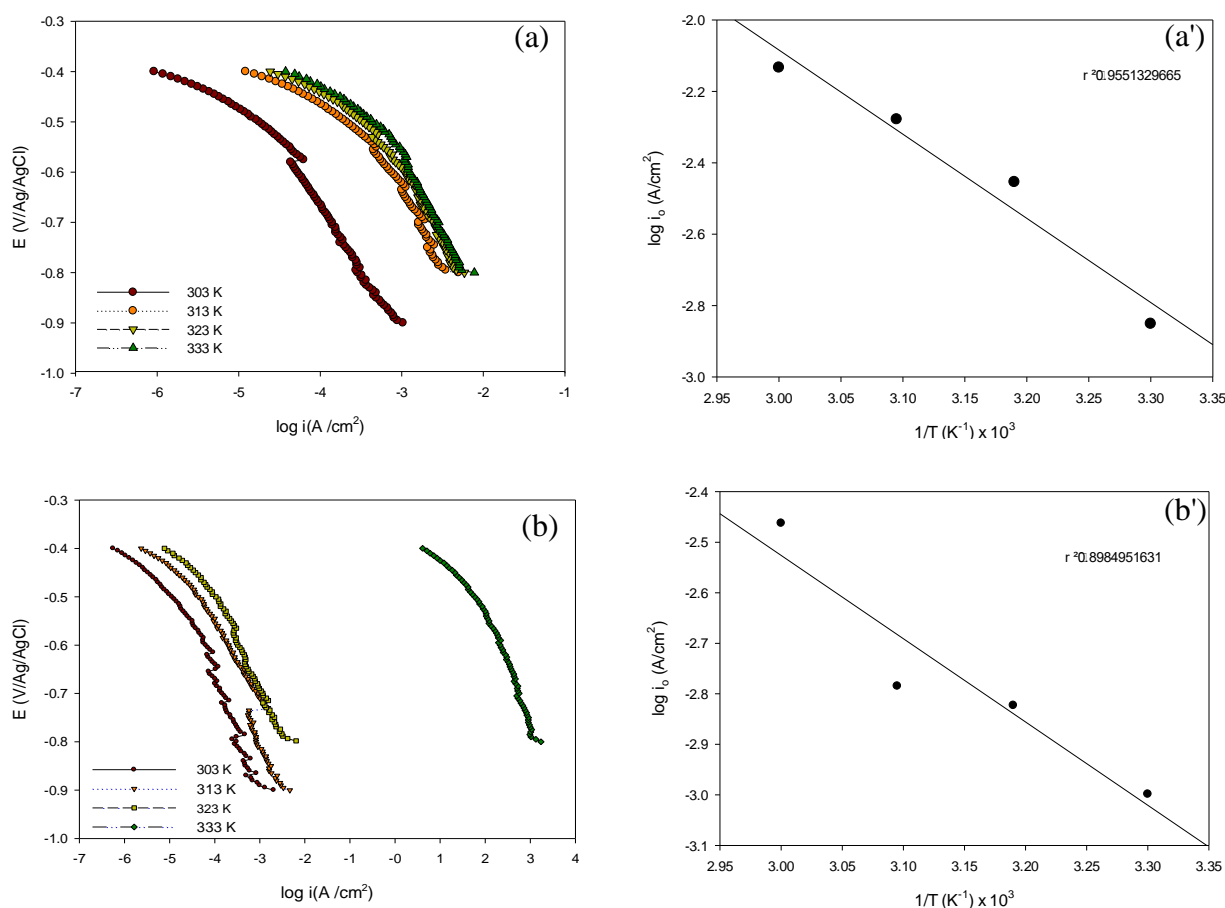 -0.3
(a)
-0.4
-0.5
-0.6
-0.7
-0.8
-0.9
-1.0
E (V/Ag/AgCl)
303 K
313 K
323 K
333 K
-7 -6 -5 -4 -3 -2 -1
log i(A /cm²)
-2.0
(a')
r ²0.9551329665
-2.2
-2.4
-2.6
-2.8
-3.0
log iₒ (A/cm²)
2.95 3.00 3.05 3.10 3.15 3.20 3.25 3.30 3.35
1/T (K⁻¹) x 10³
-0.3
(b)
-0.4
-0.5
-0.6
-0.7
-0.8
-0.9
-1.0
E (V/Ag/AgCl)
303 K
313 K
323 K
333 K
-7 -6 -5 -4 -3 -2 -1 -0 1 2 3 4
log i(A /cm²)
-2.4
(b')
-2.5
r ²0.8984951631
-2.6
-2.7
-2.8
-2.9
-3.0
-3.1
log iₒ (A/cm²)
2.95 3.00 3.05 3.10 3.15 3.20 3.25 3.30 3.35
1/T (K⁻¹) x 10³